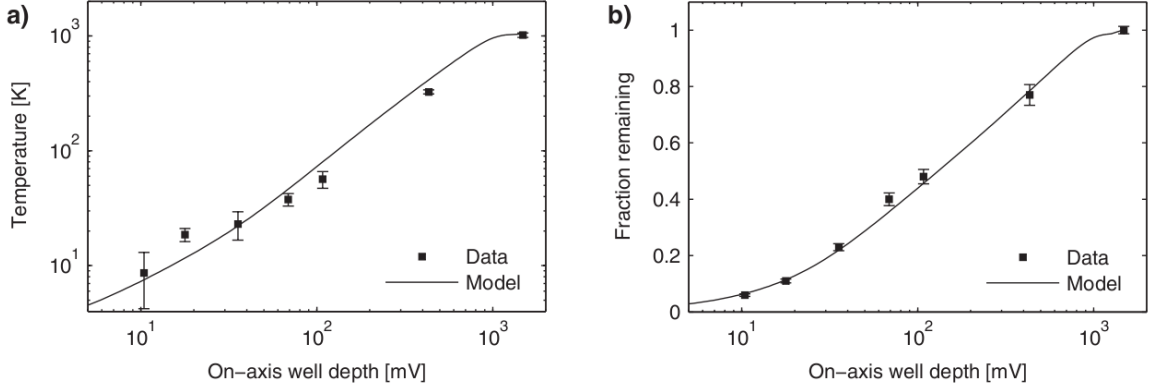 a)
Temperature [K]
10³
10²
10¹
Data
Model
10¹
10²
10³
On−axis well depth [mV]
b)
Fraction remaining
1
0.8
0.6
0.4
0.2
0
Data
Model
10¹
10²
10³
On−axis well depth [mV]